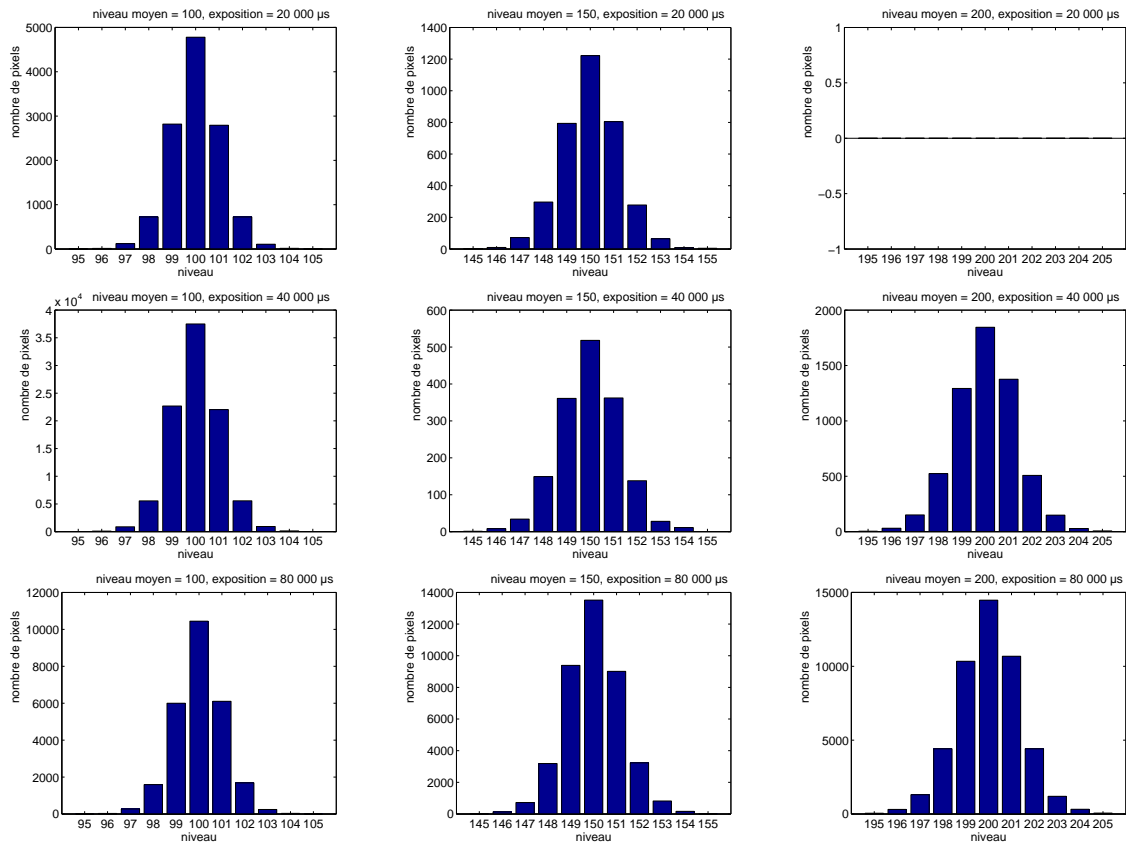 niveau moyen = 100, exposition = 20 000 µs
nombre de pixels
5000
4000
3000
2000
1000
0
95 96 97 98 99 100 101 102 103 104 105
niveau
niveau moyen = 150, exposition = 20 000 µs
nombre de pixels
1400
1200
1000
800
600
400
200
0
145 146 147 148 149 150 151 152 153 154 155
niveau
niveau moyen = 200, exposition = 20 000 µs
nombre de pixels
1
0.5
0
−0.5
−1
195 196 197 198 199 200 201 202 203 204 205
niveau
niveau moyen = 100, exposition = 40 000 µs
x 10⁴
nombre de pixels
4
3.5
3
2.5
2
1.5
1
0.5
0
95 96 97 98 99 100 101 102 103 104 105
niveau
niveau moyen = 150, exposition = 40 000 µs
nombre de pixels
600
500
400
300
200
100
0
145 146 147 148 149 150 151 152 153 154 155
niveau
niveau moyen = 200, exposition = 40 000 µs
nombre de pixels
2000
1500
1000
500
0
195 196 197 198 199 200 201 202 203 204 205
niveau
niveau moyen = 100, exposition = 80 000 µs
nombre de pixels
12000
10000
8000
6000
4000
2000
0
95 96 97 98 99 100 101 102 103 104 105
niveau
niveau moyen = 150, exposition = 80 000 µs
nombre de pixels
14000
12000
10000
8000
6000
4000
2000
0
145 146 147 148 149 150 151 152 153 154 155
niveau
niveau moyen = 200, exposition = 80 000 µs
nombre de pixels
15000
10000
5000
0
195 196 197 198 199 200 201 202 203 204 205
niveau